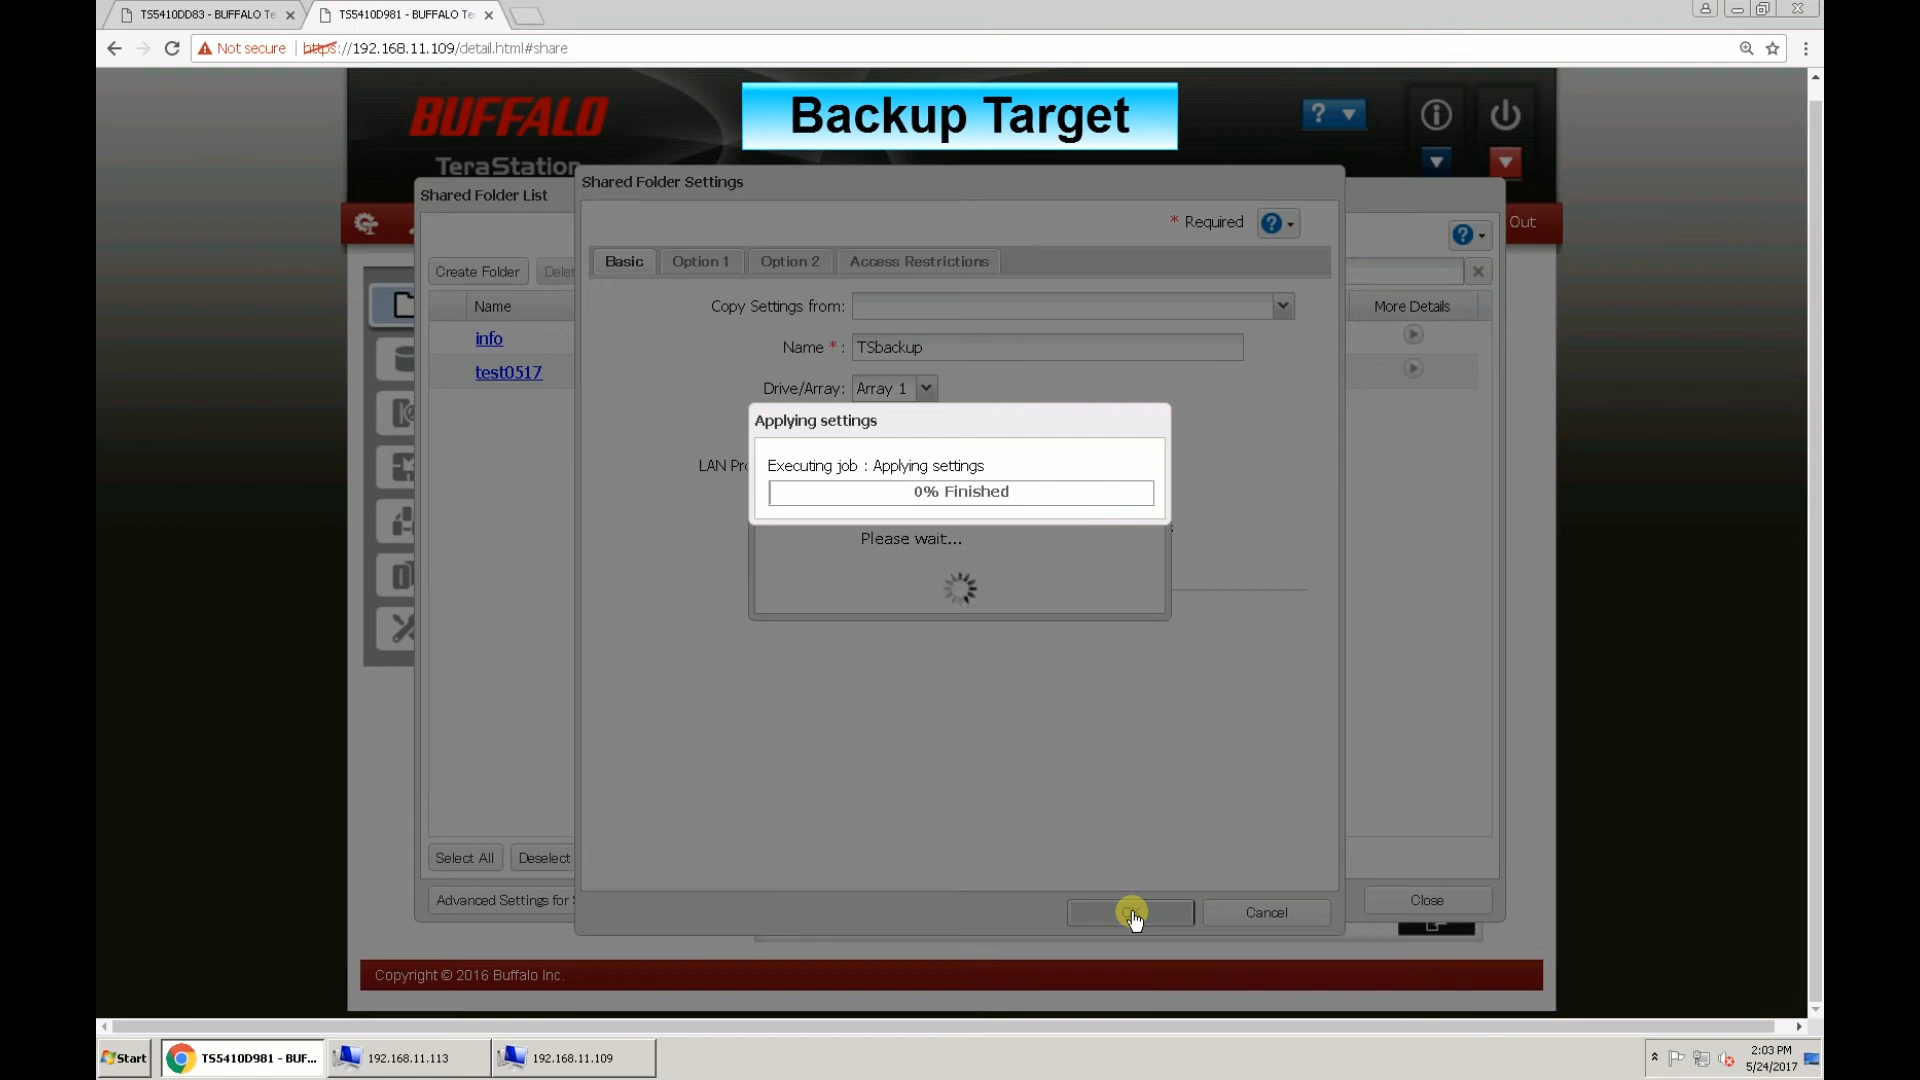 TS5410DD83 - BUFFALO Te
TS5410D981 - BUFFALO Te
Not secure | https://192.168.11.109/detail.html#share
Backup Target
BUFFALO
TeraStation
?
Shared Folder List
Shared Folder Settings
* Required
Out
Basic
Option 1
Option 2
Access Restrictions
Create Folder
Delet
Name
More Details
Copy Settings from:
info
Name * :
TSbackup
test0517
Drive/Array:
Array 1
Applying settings
LAN Pro
Executing job : Applying settings
0% Finished
Please wait...
Select All
Deselect
Advanced Settings for
Close
Cancel
Copyright © 2016 Buffalo Inc.
Start
TS5410D981 - BUF...
192.168.11.113
192.168.11.109
2:03 PM
5/24/2017